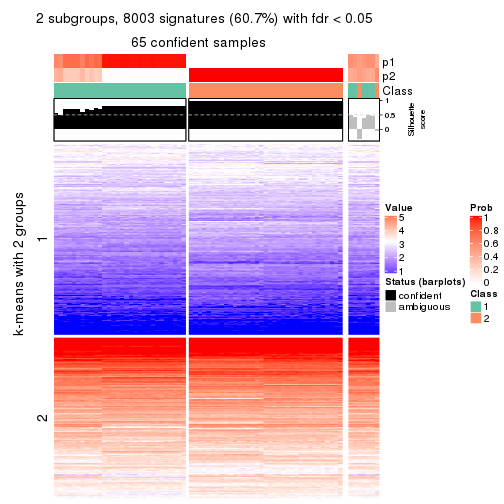 2 subgroups, 8003 signatures (60.7%) with fdr < 0.05
65 confident samples
p1
p2
Class
1
0.5
0
Silhouette
score
k-means with 2 groups
1
2
Value
5
4
3
2
1
Status (barplots)
confident
ambiguous
Prob
1
0.8
0.6
0.4
0.2
0
Class
1
2